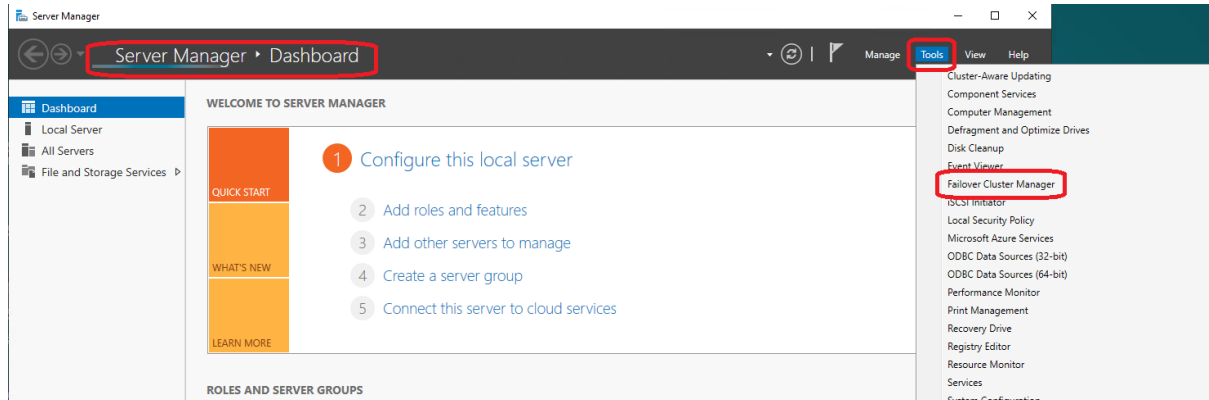 Server Manager
Server Manager ‣ Dashboard
Manage
Tools
View
Help
Dashboard
Local Server
All Servers
File and Storage Services
WELCOME TO SERVER MANAGER
QUICK START
WHAT'S NEW
LEARN MORE
1 Configure this local server
2 Add roles and features
3 Add other servers to manage
4 Create a server group
5 Connect this server to cloud services
ROLES AND SERVER GROUPS
Cluster-Aware Updating
Component Services
Computer Management
Defragment and Optimize Drives
Disk Cleanup
Event Viewer
Failover Cluster Manager
iSCSI Initiator
Local Security Policy
Microsoft Azure Services
ODBC Data Sources (32-bit)
ODBC Data Sources (64-bit)
Performance Monitor
Print Management
Recovery Drive
Registry Editor
Resource Monitor
Services
System Configuration